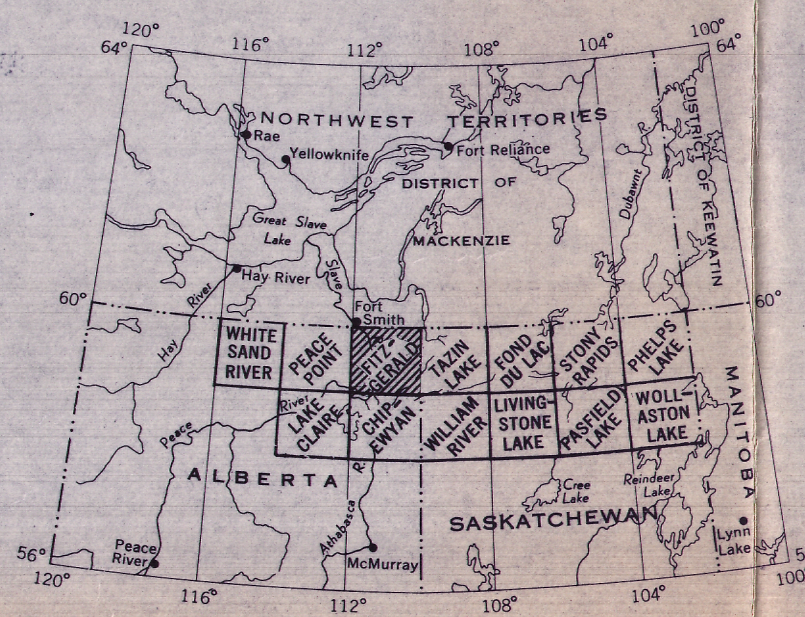 120°
116°
112°
108°
104°
100°
64°
64°
NORTHWEST TERRITORIES
Rae
Yellowknife
Fort Reliance
DISTRICT OF
MACKENZIE
DISTRICT OF KEEWATIN
Dubawnt R
Great Slave
Lake
Slave
Hay River
River
Hay
Fort
Smith
60°
60°
WHITE
SAND
RIVER
PEACE
POINT
FITZ-
GERALD
TAZIN
LAKE
FOND
DU LAC
STONY
RAPIDS
PHELPS
LAKE
LAKE
CLAIRE
CHIP-
EWYAN
WILLIAM
RIVER
LIVING-
STONE
LAKE
PASFIELD
LAKE
WOLL-
ASTON
LAKE
Peace
River
ALBERTA
Athabasca
R.
McMurray
Peace
River
SASKATCHEWAN
Cree
Lake
Reindeer
Lake
MANITOBA
Lynn
Lake
56°
5
120°
116°
112°
108°
104°
100